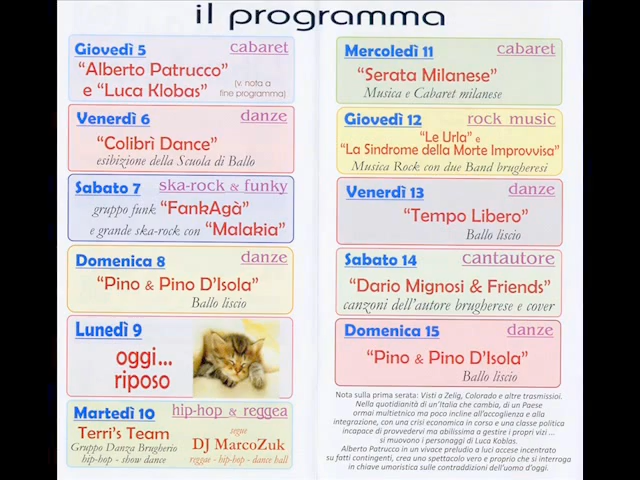 il programma
Giovedì 5 cabaret
"Alberto Patrucco"
e "Luca Klobas" (v. nota a
fine programma)
Venerdì 6 danze
"Colibrì Dance"
esibizione della Scuola di Ballo
Sabato 7 ska-rock & funky
gruppo funk "FankAgà"
e grande ska-rock con "Malakia"
Domenica 8 danze
"Pino & Pino D'Isola"
Ballo liscio
Lunedì 9
oggi...
riposo
Martedì 10 hip-hop & reggea
Terri's Team
Gruppo Danza Brugherio
hip-hop - show dance
segue
DJ MarcoZuk
reggae - hip-hop - dance hall
Mercoledì 11 cabaret
"Serata Milanese"
Musica e Cabaret milanese
Giovedì 12 rock music
"Le Urla" e
"La Sindrome della Morte Improvvisa"
Musica Rock con due Band brugheresi
Venerdì 13 danze
"Tempo Libero"
Ballo liscio
Sabato 14 cantautore
"Dario Mignosi & Friends"
canzoni dell'autore brugherese e cover
Domenica 15 danze
"Pino & Pino D'Isola"
Ballo liscio
Nota sulla prima serata: Visti a Zelig, Colorado e altre trasmissioi.
Nella quotidianità di un'Italia che cambia, di un Paese
ormai multietnico ma poco incline all'accoglienza e alla
integrazione, con una crisi economica in corso e una classe politica
incapace di provvedervi ma abilissima a gestire i propri vizi ...
si muovono i personaggi di Luca Koblas.
Alberto Patrucco in un vivace preludio a luci accese incentrato
su fatti contingenti, crea uno spettacolo vero e proprio che si interroga
in chiave umoristica sulle contraddizioni dell'uomo d'oggi.